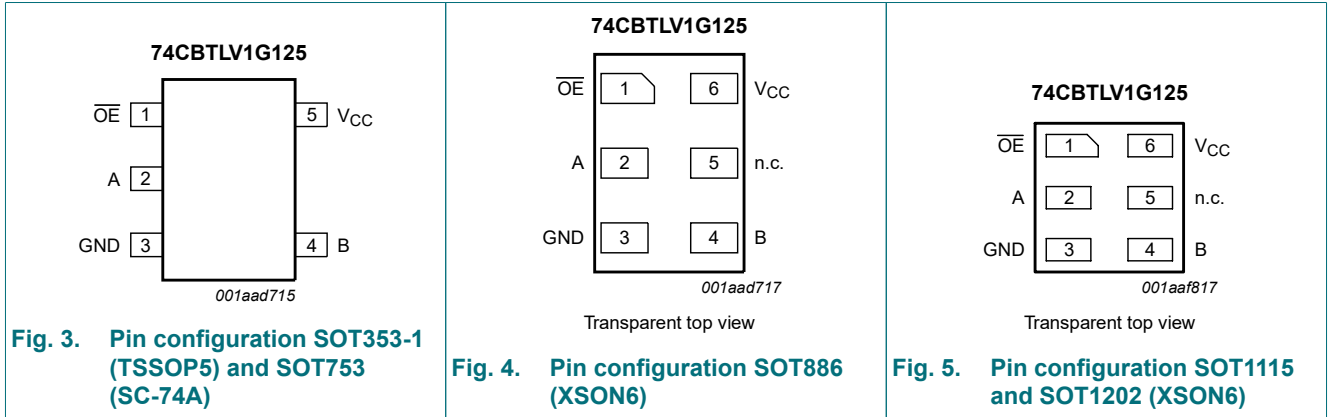 74CBTLV1G125
OE 1
5 VCC
A 2
GND 3
4 B
001aad715
Fig. 3. Pin configuration SOT353-1
(TSSOP5) and SOT753
(SC-74A)
74CBTLV1G125
OE 1
6 VCC
A 2
5 n.c.
GND 3
4 B
001aad717
Transparent top view
Fig. 4. Pin configuration SOT886
(XSON6)
74CBTLV1G125
OE 1
6 VCC
A 2
5 n.c.
GND 3
4 B
001aaf817
Transparent top view
Fig. 5. Pin configuration SOT1115
and SOT1202 (XSON6)